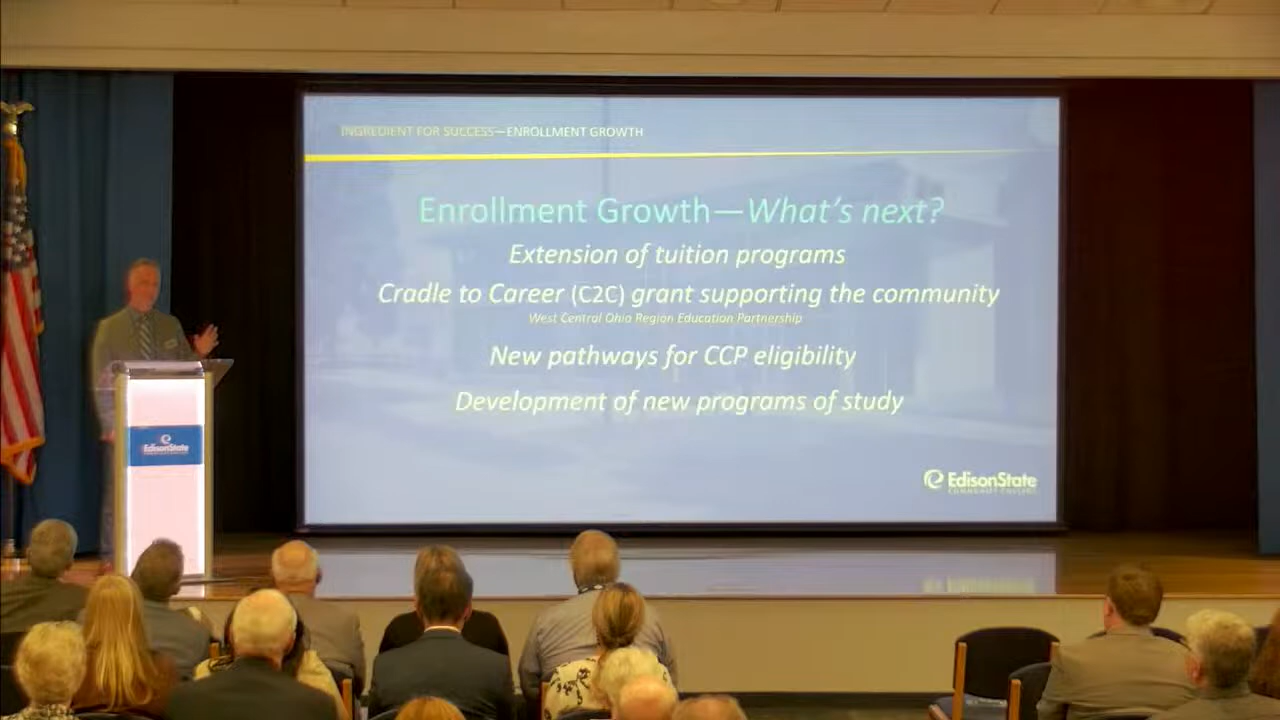 INGREDIENT FOR SUCCESS—ENROLLMENT GROWTH
Enrollment Growth—What's next?
Extension of tuition programs
Cradle to Career (C2C) grant supporting the community
West Central Ohio Region Education Partnership
New pathways for CCP eligibility
Development of new programs of study
EdisonState
COMMUNITY COLLEGE
EdisonState